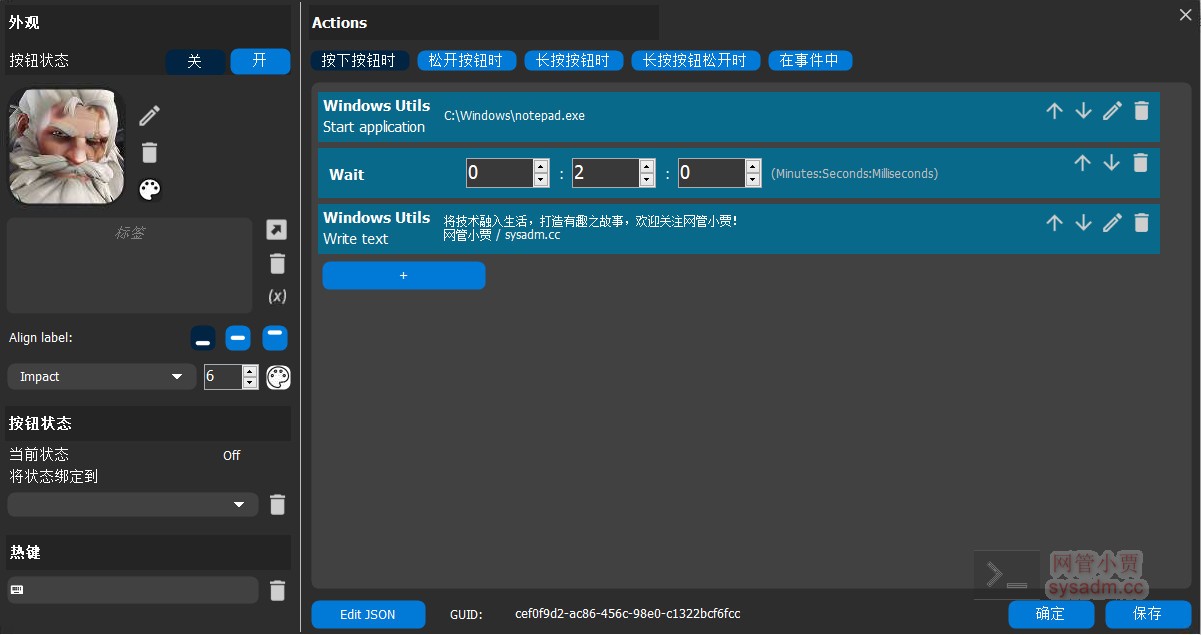 外观
按钮状态
关
开
标签
(x)
Align label:
Impact
6
按钮状态
当前状态
Off
将状态绑定到
热键
Actions
按下按钮时
松开按钮时
长按按钮时
长按按钮松开时
在事件中
Windows Utils
Start application
C:\Windows\notepad.exe
Wait
0 : 2 : 0 (Minutes:Seconds:Milliseconds)
Windows Utils
Write text
将技术融入生活，打造有趣之故事，欢迎关注网管小贾！
网管小贾 / sysadm.cc
+
网管小贾
sysadm.cc
Edit JSON
GUID:
cef0f9d2-ac86-456c-98e0-c1322bcf6fcc
确定
保存